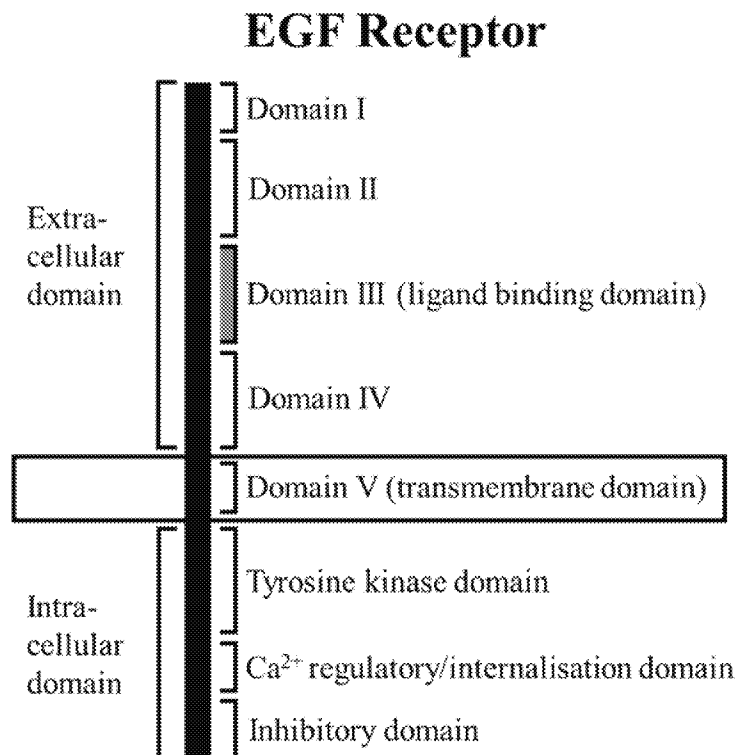 EGF Receptor
Domain I
Domain II
Extra-
cellular
domain
Domain III (ligand binding domain)
Domain IV
Domain V (transmembrane domain)
Tyrosine kinase domain
Intra-
cellular
domain
Ca²⁺ regulatory/internalisation domain
Inhibitory domain